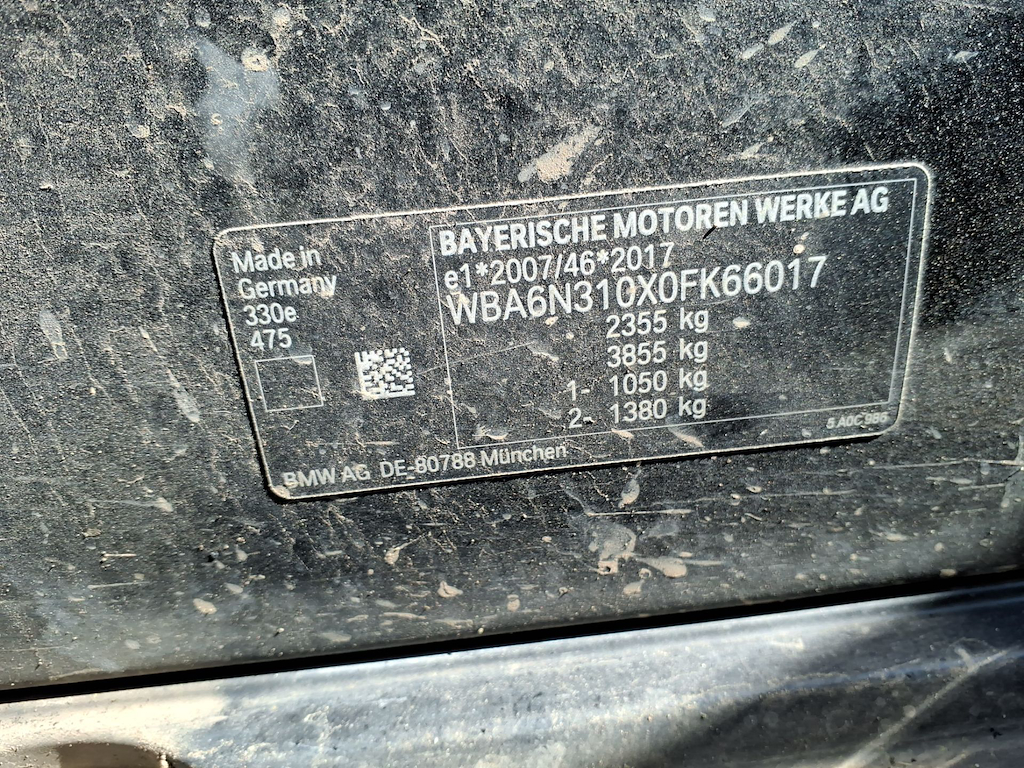 Made in
Germany
330e
475
BAYERISCHE MOTOREN WERKE AG
e1*2007/46*2017
WBA6N310X0FK66017
2355 kg
3855 kg
1- 1050 kg
2- 1380 kg
BMW AG DE-80788 München